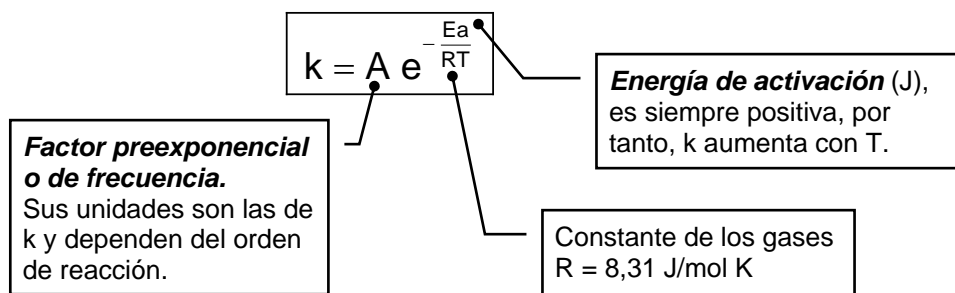 k = A e^{-\frac{Ea}{RT}}
Energía de activación (J),
es siempre positiva, por
tanto, k aumenta con T.
Factor preexponencial
o de frecuencia.
Sus unidades son las de
k y dependen del orden
de reacción.
Constante de los gases
R = 8,31 J/mol K